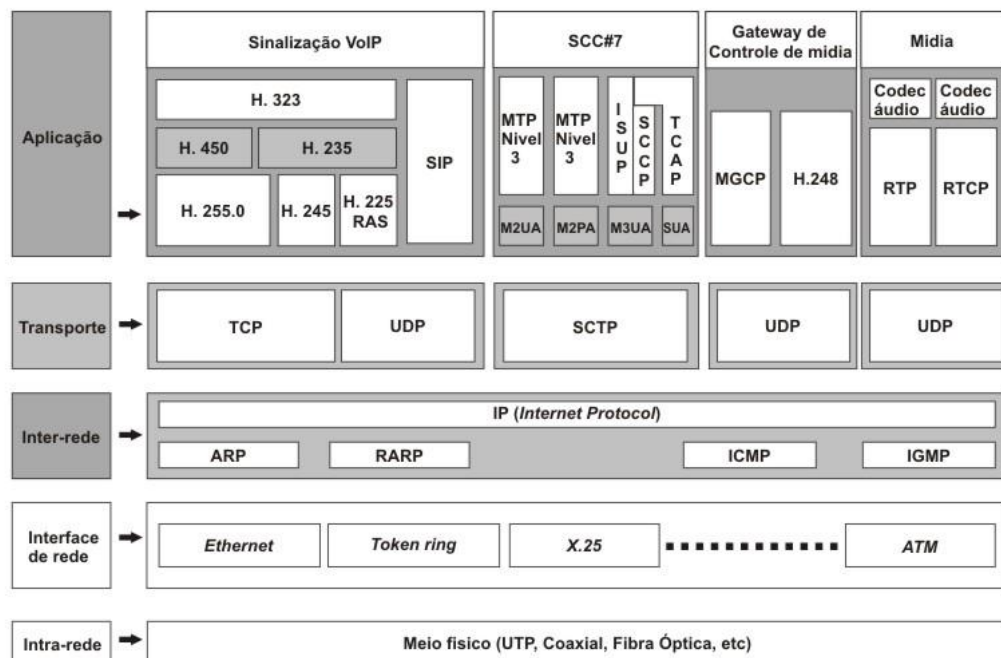 Sinalização VoIP
SCC#7
Gateway de
Controle de midia
Midia
Aplicação
H. 323
H. 450
H. 235
H. 255.0
H. 245
H. 225
RAS
SIP
MTP
Nivel
3
MTP
Nivel
3
ISUP
SCCP
TCAP
M2UA
M2PA
M3UA
SUA
MGCP
H.248
Codec
áudio
Codec
áudio
RTP
RTCP
Transporte
TCP
UDP
SCTP
UDP
UDP
Inter-rede
IP (Internet Protocol)
ARP
RARP
ICMP
IGMP
Interface
de rede
Ethernet
Token ring
X.25
ATM
Intra-rede
Meio fisico (UTP, Coaxial, Fibra Óptica, etc)